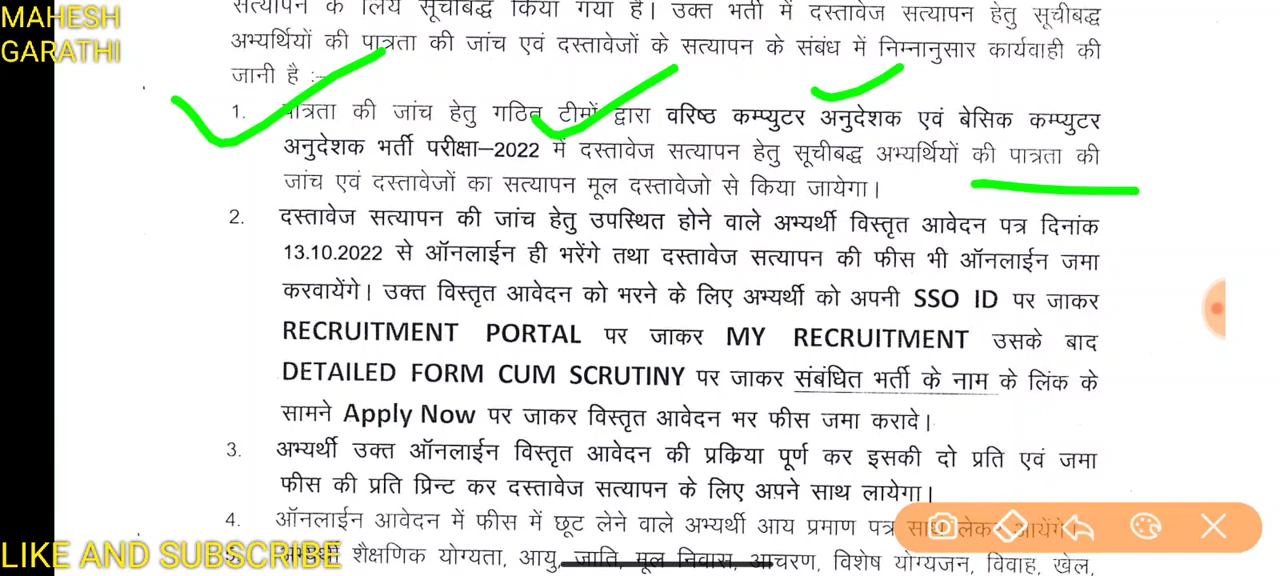 MAHESH
GARATHI
सत्यापन के लिये सूचीबद्ध किया गया है। उक्त भर्ती में दस्तावेज सत्यापन हेतु सूचीबद्ध
अभ्यर्थियों की पात्रता की जांच एवं दस्तावेजों के सत्यापन के संबंध में निम्नानुसार कार्यवाही की
जानी है :–
1. पात्रता की जांच हेतु गठित टीमों द्वारा वरिष्ठ कम्प्युटर अनुदेशक एवं बेसिक कम्प्युटर
अनुदेशक भर्ती परीक्षा–2022 में दस्तावेज सत्यापन हेतु सूचीबद्ध अभ्यर्थियों की पात्रता की
जांच एवं दस्तावेजों का सत्यापन मूल दस्तावेजो से किया जायेगा।
2. दस्तावेज सत्यापन की जांच हेतु उपस्थित होने वाले अभ्यर्थी विस्तृत आवेदन पत्र दिनांक
13.10.2022 से ऑनलाईन ही भरेंगे तथा दस्तावेज सत्यापन की फीस भी ऑनलाईन जमा
करवायेंगे। उक्त विस्तृत आवेदन को भरने के लिए अभ्यर्थी को अपनी SSO ID पर जाकर
RECRUITMENT PORTAL पर जाकर MY RECRUITMENT उसके बाद
DETAILED FORM CUM SCRUTINY पर जाकर संबंधित भर्ती के नाम के लिंक के
सामने Apply Now पर जाकर विस्तृत आवेदन भर फीस जमा करावे।
3. अभ्यर्थी उक्त ऑनलाईन विस्तृत आवेदन की प्रक्रिया पूर्ण कर इसकी दो प्रति एवं जमा
फीस की प्रति प्रिन्ट कर दस्तावेज सत्यापन के लिए अपने साथ लायेगा।
4. ऑनलाईन आवेदन में फीस में छूट लेने वाले अभ्यर्थी आय प्रमाण पत्र साथ लेकर आयेंगे।
अभ्यर्थी शैक्षणिक योग्यता, आयु, जाति, मूल निवास, आचरण, विशेष योग्यजन, विवाह, खेल,
LIKE AND SUBSCRIBE